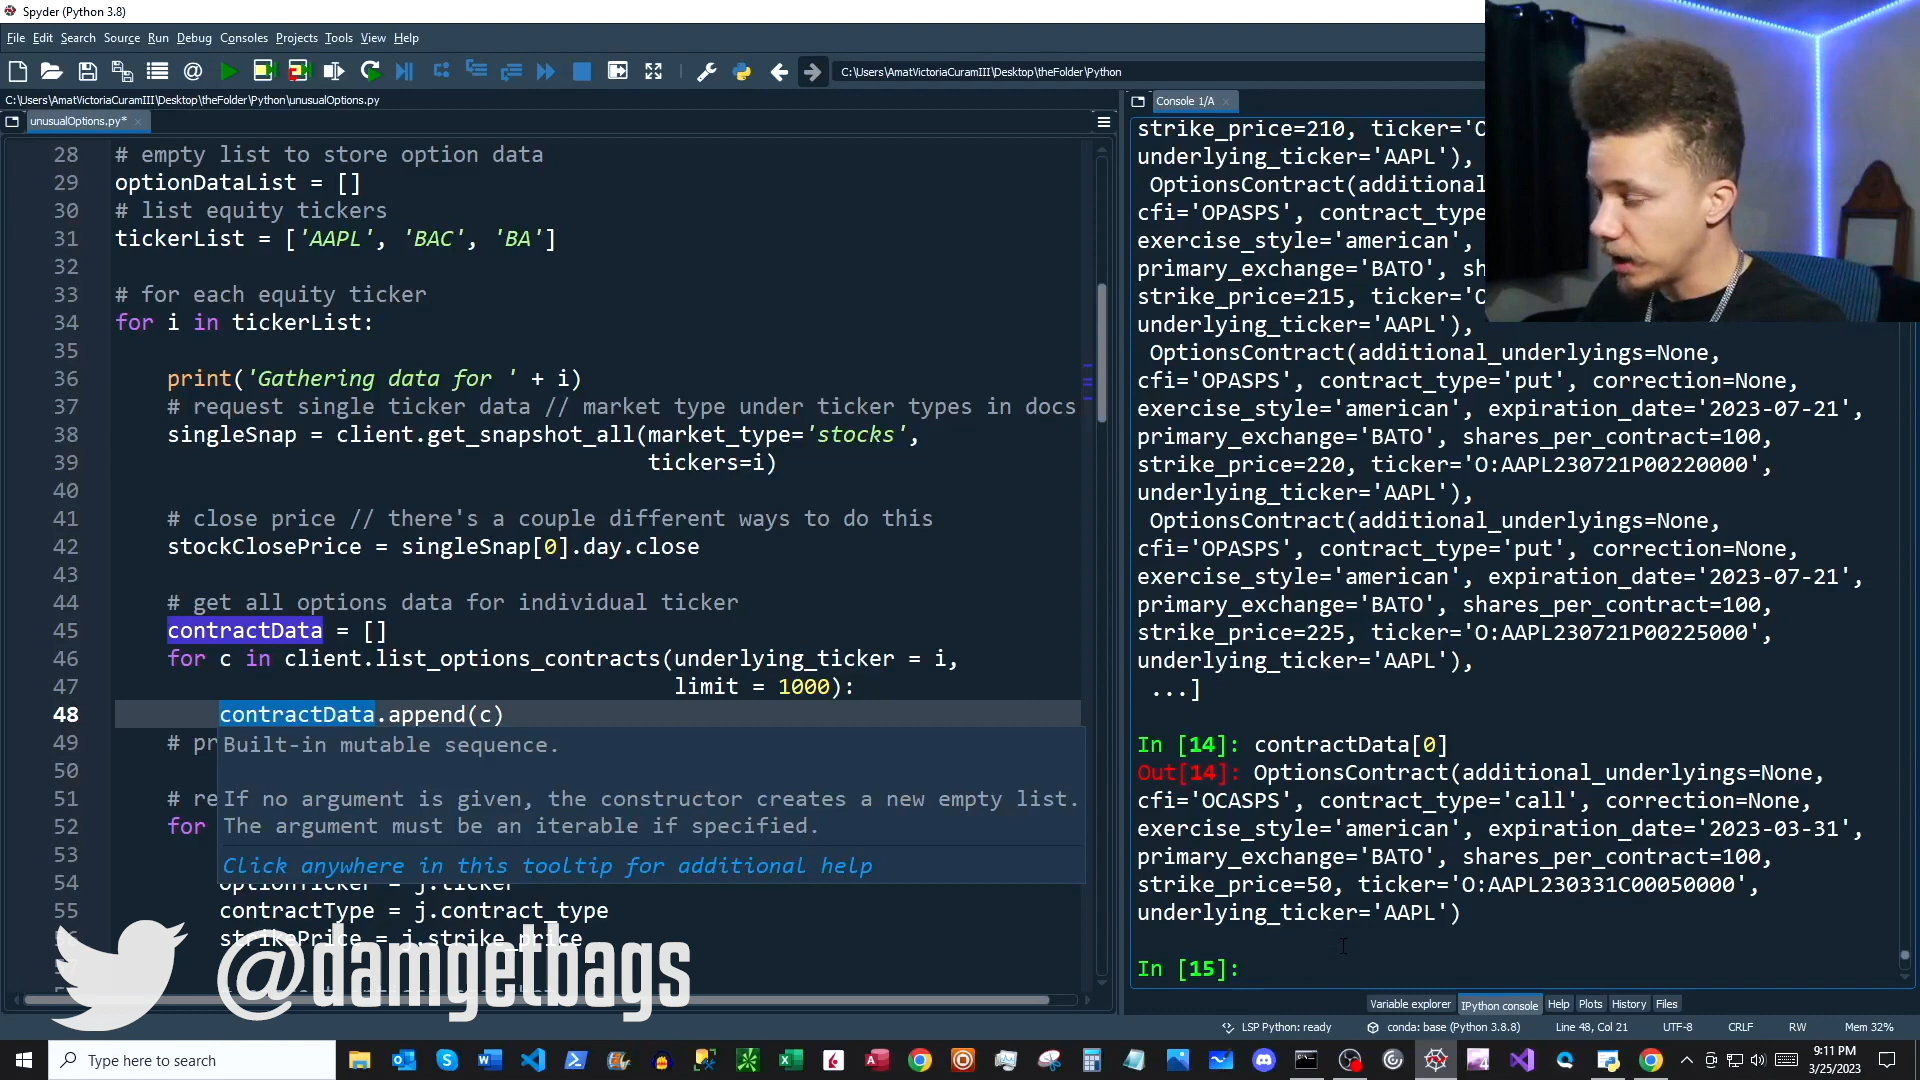 Spyder (Python 3.8)
File Edit Search Source Run Debug Consoles Projects Tools View Help
C:\Users\AmatVictoriaCuramIII\Desktop\theFolder\Python
C:\Users\AmatVictoriaCuramIII\Desktop\theFolder\Python\unusualOptions.py
unusualOptions.py*
28 # empty list to store option data
29 optionDataList = []
30 # list equity tickers
31 tickerList = ['AAPL', 'BAC', 'BA']
32
33 # for each equity ticker
34 for i in tickerList:
35
36 print('Gathering data for ' + i)
37 # request single ticker data // market type under ticker types in docs
38 singleSnap = client.get_snapshot_all(market_type='stocks',
39 tickers=i)
40
41 # close price // there's a couple different ways to do this
42 stockClosePrice = singleSnap[0].day.close
43
44 # get all options data for individual ticker
45 contractData = []
46 for c in client.list_options_contracts(underlying_ticker = i,
47 limit = 1000):
48 contractData.append(c)
49 # pr
Built-in mutable sequence.
50
51 # re
If no argument is given, the constructor creates a new empty list.
52 for
The argument must be an iterable if specified.
53
Click anywhere in this tooltip for additional help
54 optionTicker = j.ticker
55 contractType = j.contract_type
strikePrice = j.strike_price
@damgetbags
Console 1/A
strike_price=210, ticker='O
underlying_ticker='AAPL'),
OptionsContract(additional_
cfi='OPASPS', contract_type=
exercise_style='american',
primary_exchange='BATO', sh
strike_price=215, ticker='O
underlying_ticker='AAPL'),
OptionsContract(additional_underlyings=None,
cfi='OPASPS', contract_type='put', correction=None,
exercise_style='american', expiration_date='2023-07-21',
primary_exchange='BATO', shares_per_contract=100,
strike_price=220, ticker='O:AAPL230721P00220000',
underlying_ticker='AAPL'),
OptionsContract(additional_underlyings=None,
cfi='OPASPS', contract_type='put', correction=None,
exercise_style='american', expiration_date='2023-07-21',
primary_exchange='BATO', shares_per_contract=100,
strike_price=225, ticker='O:AAPL230721P00225000',
underlying_ticker='AAPL'),
...]
In [14]: contractData[0]
Out[14]: OptionsContract(additional_underlyings=None,
cfi='OCASPS', contract_type='call', correction=None,
exercise_style='american', expiration_date='2023-03-31',
primary_exchange='BATO', shares_per_contract=100,
strike_price=50, ticker='O:AAPL230331C00050000',
underlying_ticker='AAPL')
In [15]:
Variable explorer IPython console Help Plots History Files
LSP Python: ready conda: base (Python 3.8.8) Line 48, Col 21 UTF-8 CRLF RW Mem 32%
Type here to search
9:11 PM
3/25/2023